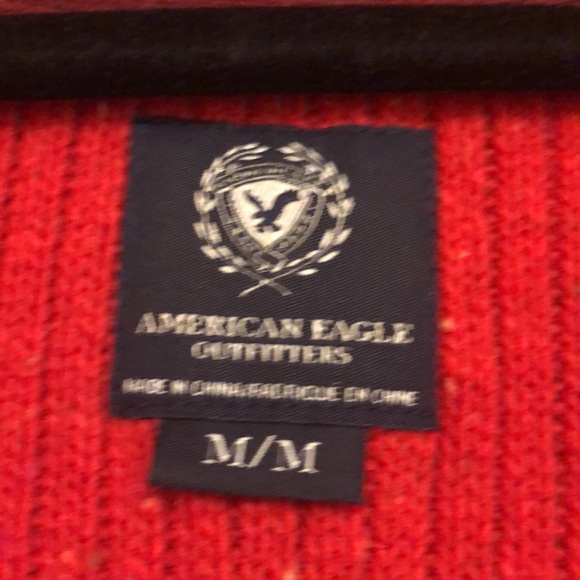 AMERICAN EAGLE
OUTFITTERS
MADE IN CHINA/FABRIQUE EN CHINE
M/M